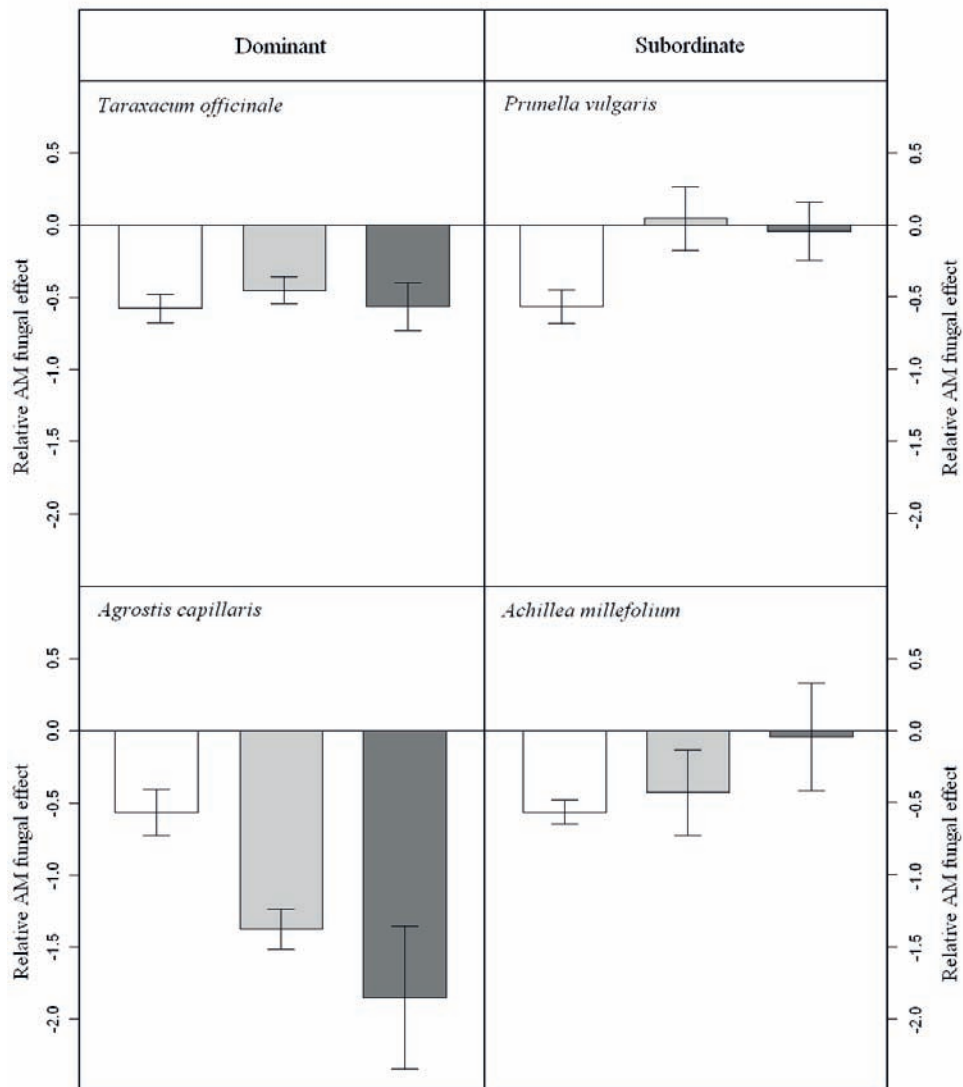 Dominant
Subordinate
Taraxacum officinale
Prunella vulgaris
Relative AM fungal effect
0.5
0.0
-0.5
-1.0
-1.5
-2.0
0.5
0.0
-0.5
-1.0
-1.5
-2.0
Relative AM fungal effect
Agrostis capillaris
Achillea millefolium
Relative AM fungal effect
0.5
0.0
-0.5
-1.0
-1.5
-2.0
0.5
0.0
-0.5
-1.0
-1.5
-2.0
Relative AM fungal effect